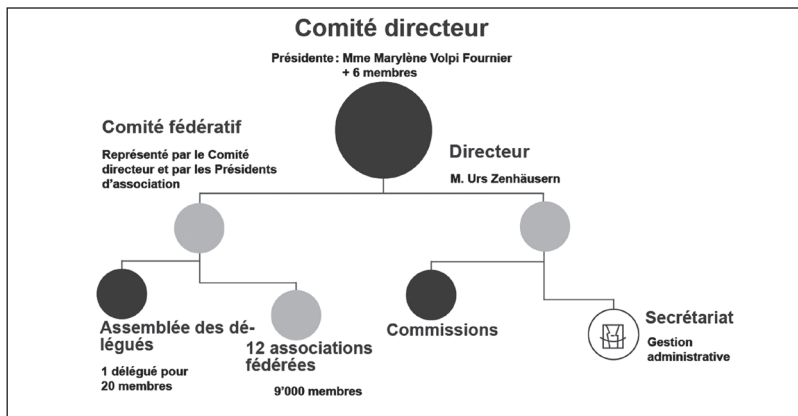 Comité directeur
Présidente : Mme Marylène Volpi Fournier
+ 6 membres
Comité fédératif
Représenté par le Comité
directeur et par les Présidents
d'association
Directeur
M. Urs Zenhäusern
Assemblée des dé-
légués
1 délégué pour
20 membres
12 associations
fédérées
9'000 membres
Commissions
Secrétariat
Gestion
administrative